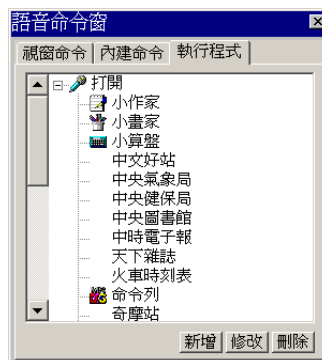 語音命令窗
視窗命令 內建命令 執行程式
打開
小作家
小畫家
小算盤
中文好站
中央氣象局
中央健保局
中央圖書館
中時電子報
天下雜誌
火車時刻表
命令列
奇摩站
新增 修改 刪除